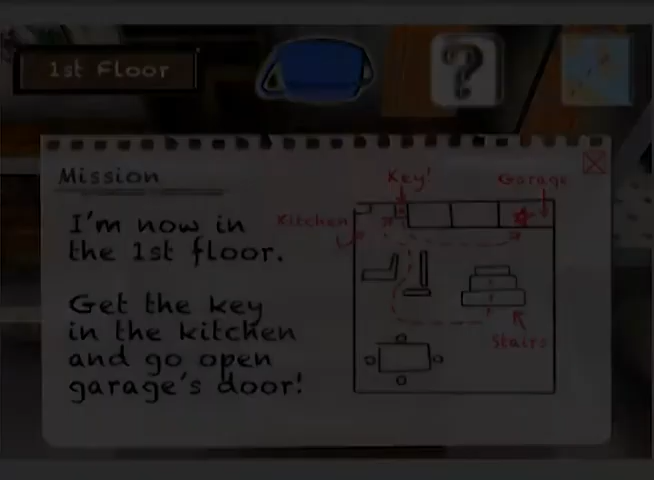 1st Floor
?
Mission
Key!
Garage
Kitchen
I'm now in
the 1st floor.
Get the key
in the kitchen
and go open
garage's door!
Stairs